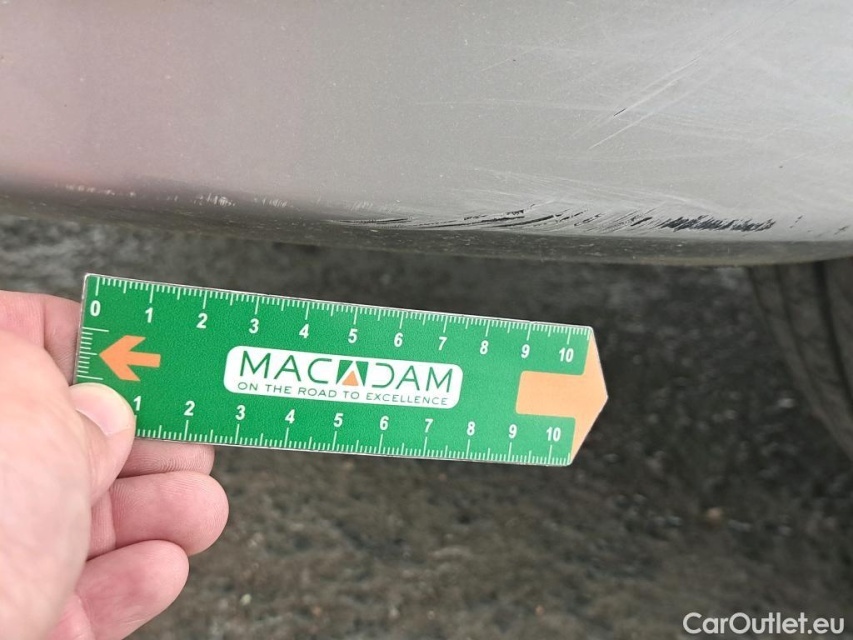 0 1 2 3 4 5 6 7 8 9 10
MACADAM
ON THE ROAD TO EXCELLENCE
1 2 3 4 5 6 7 8 9 10
CarOutlet.eu